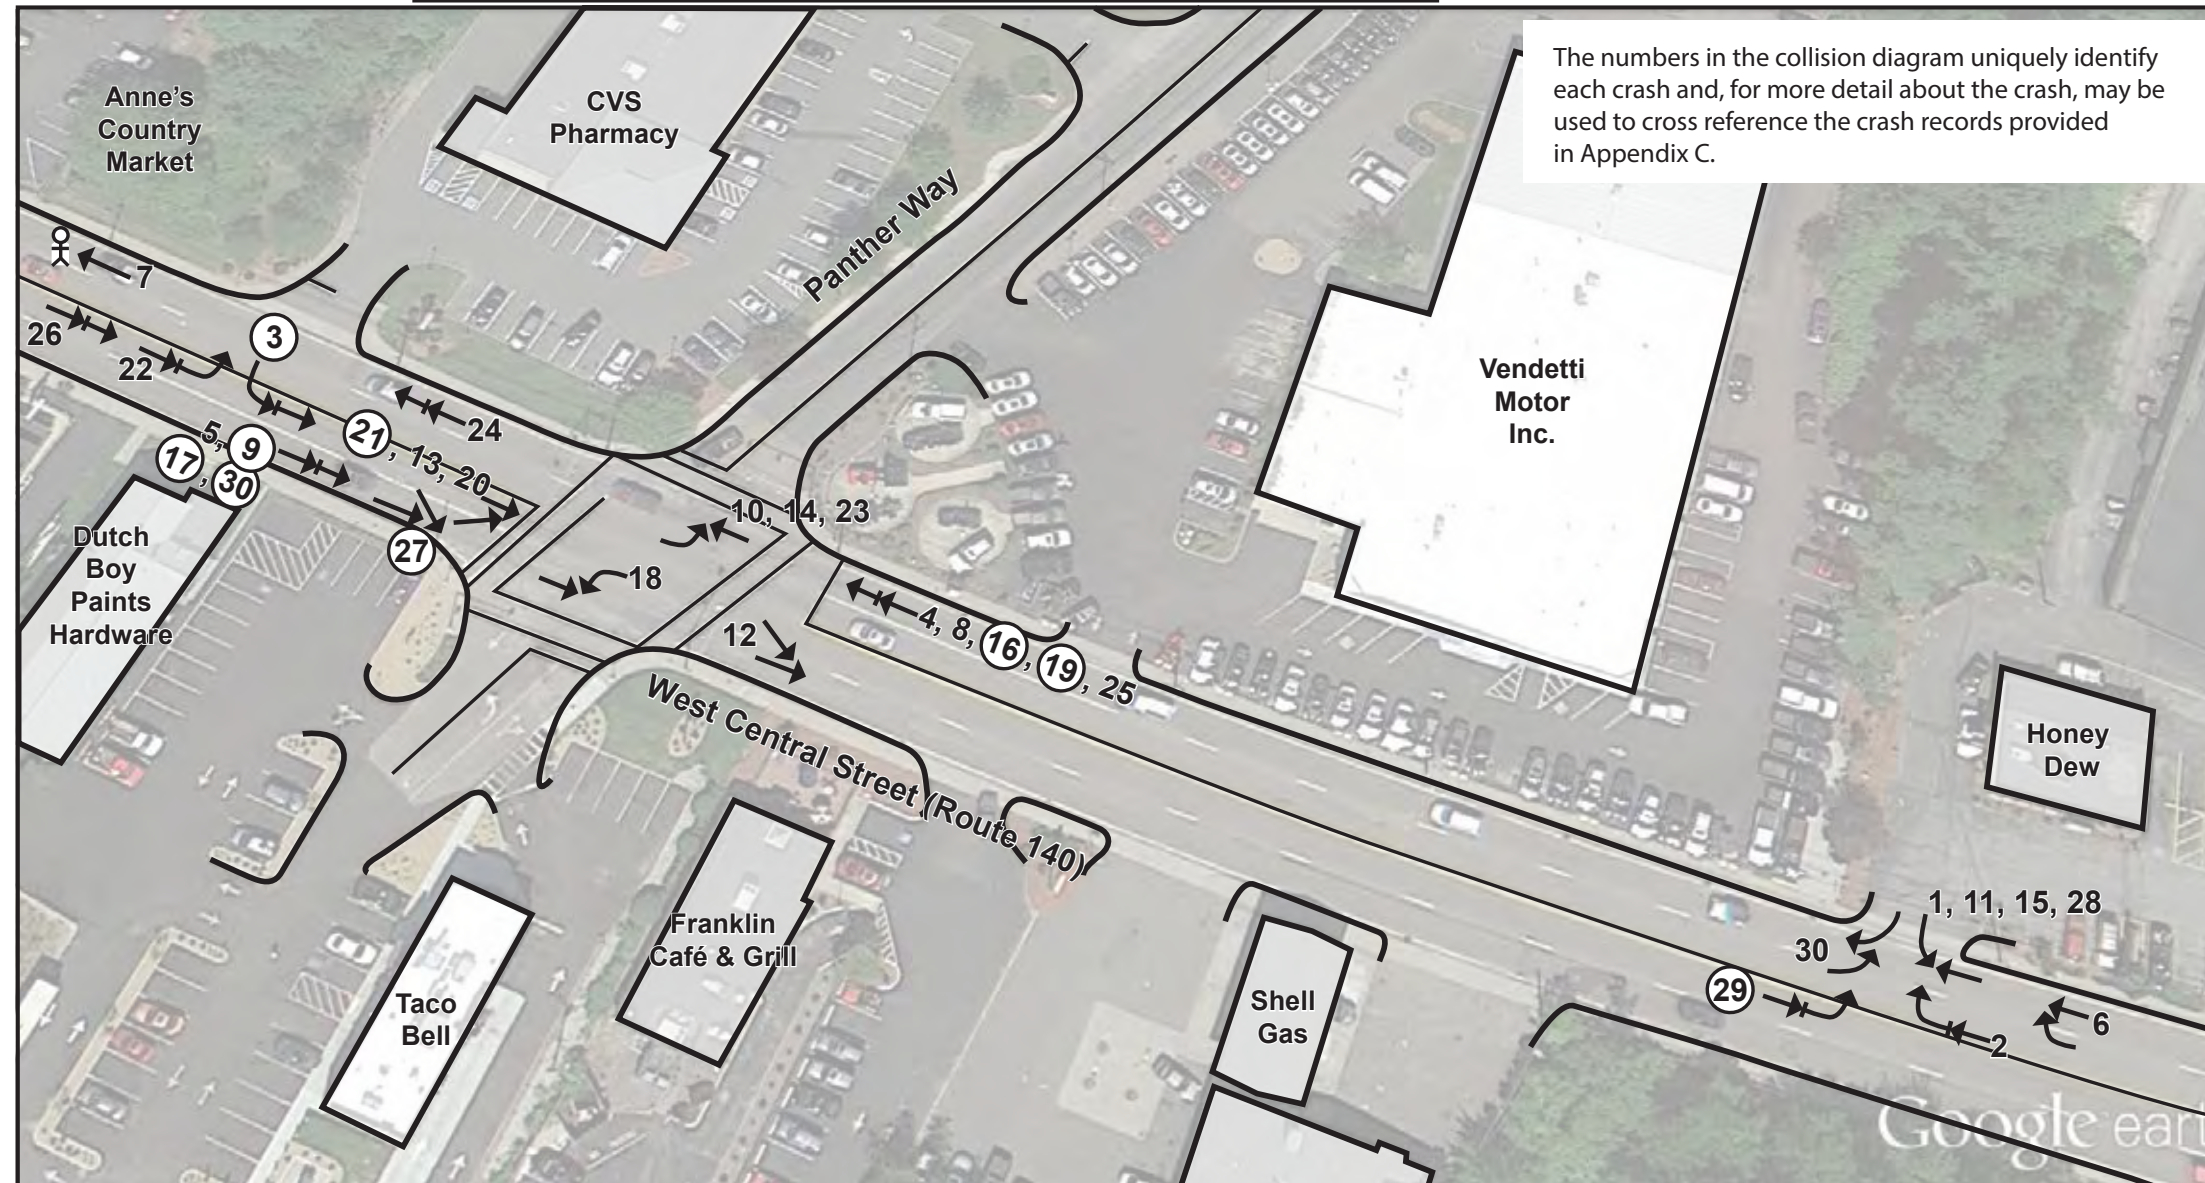 The numbers in the collision diagram uniquely identify
each crash and, for more detail about the crash, may be
used to cross reference the crash records provided
in Appendix C.
Anne's
Country
Market
CVS
Pharmacy
Panther Way
7
26
22
3
24
21, 13, 20
5, 9
17, 30
27
10, 14, 23
18
12
4, 8, 16, 19, 25
Vendetti
Motor
Inc.
Dutch
Boy
Paints
Hardware
West Central Street (Route 140)
Honey
Dew
Franklin
Café & Grill
Taco
Bell
Shell
Gas
1, 11, 15, 28
30
29
2
6
Google eart